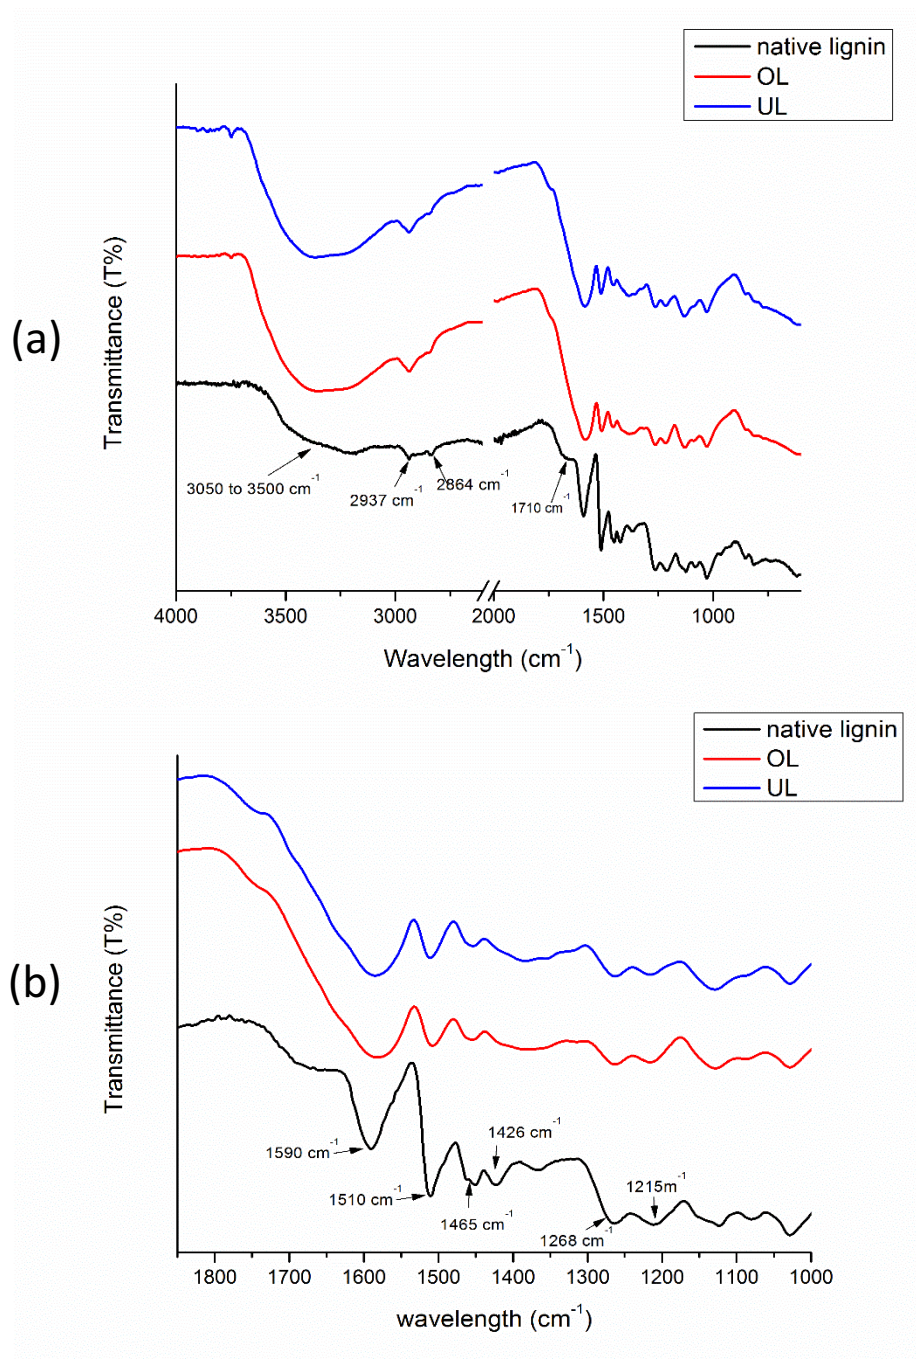 native lignin
OL
UL
(a)
Transmittance (T%)
3050 to 3500 cm⁻¹
2937 cm⁻¹
2864 cm⁻¹
1710 cm⁻¹
4000 3500 3000 2000 1500 1000
Wavelength (cm⁻¹)
native lignin
OL
UL
(b)
Transmittance (T%)
1590 cm⁻¹
1510 cm⁻¹
1465 cm⁻¹
1426 cm⁻¹
1268 cm⁻¹
1215m⁻¹
1800 1700 1600 1500 1400 1300 1200 1100 1000
wavelength (cm⁻¹)